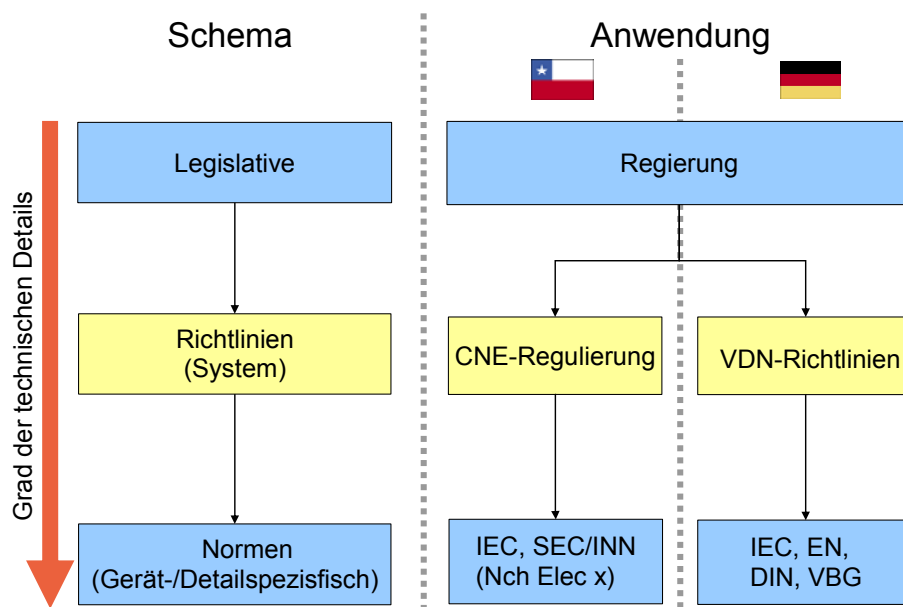 Schema
Anwendung
Grad der technischen Details
Legislative
Regierung
Richtlinien
(System)
CNE-Regulierung
VDN-Richtlinien
Normen
(Gerät-/Detailspezisfisch)
IEC, SEC/INN
(Nch Elec x)
IEC, EN,
DIN, VBG